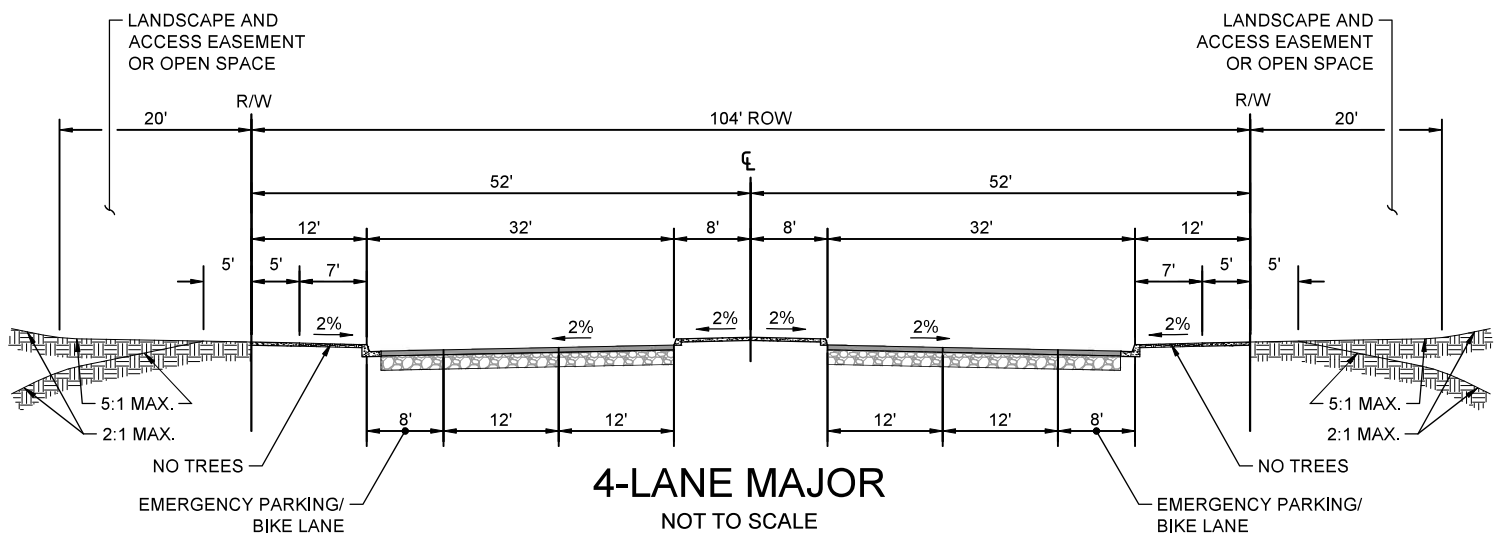 LANDSCAPE AND
ACCESS EASEMENT
OR OPEN SPACE
LANDSCAPE AND
ACCESS EASEMENT
OR OPEN SPACE
R/W
R/W
20'
104' ROW
20'
℄
52'
52'
12'
32'
8'
8'
32'
12'
5'
5'
7'
7'
5'
5'
2%
2%
2%
2%
2%
2%
5:1 MAX.
2:1 MAX.
5:1 MAX.
2:1 MAX.
8'
12'
12'
12'
12'
8'
NO TREES
NO TREES
EMERGENCY PARKING/
BIKE LANE
4-LANE MAJOR
NOT TO SCALE
EMERGENCY PARKING/
BIKE LANE